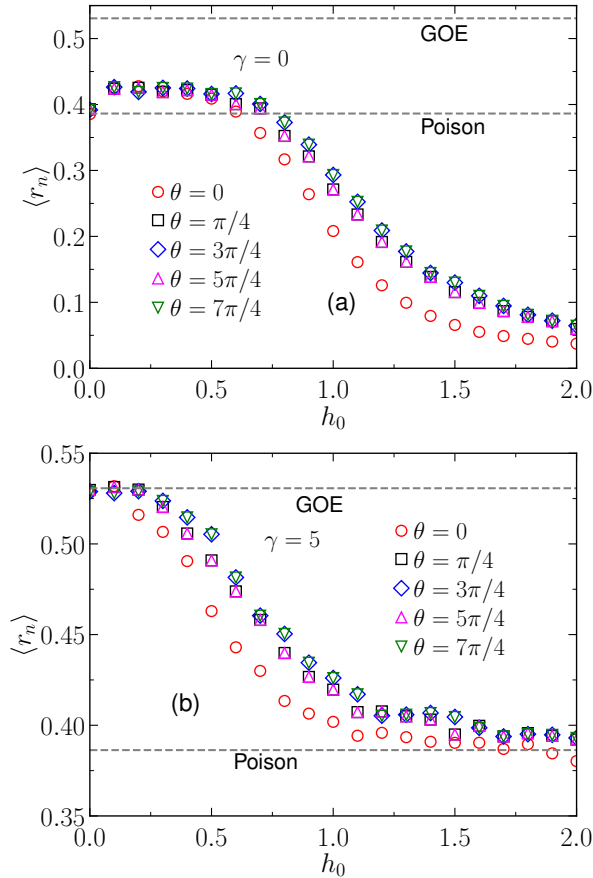 0.5
0.4
0.3
0.2
0.1
0.0
⟨r_n⟩
γ = 0
GOE
Poison
θ = 0
θ = π/4
θ = 3π/4
θ = 5π/4
θ = 7π/4
(a)
0.0 0.5 1.0 1.5 2.0
h_0
0.55
0.50
0.45
0.40
0.35
⟨r_n⟩
GOE
γ = 5
θ = 0
θ = π/4
θ = 3π/4
θ = 5π/4
θ = 7π/4
(b)
Poison
0.0 0.5 1.0 1.5 2.0
h_0